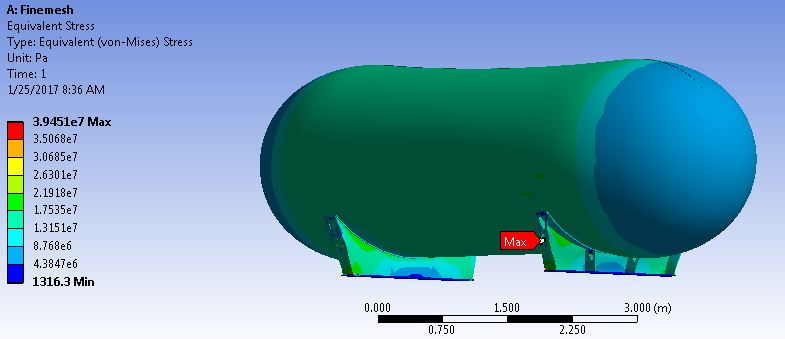 A: Finemesh
Equivalent Stress
Type: Equivalent (von-Mises) Stress
Unit: Pa
Time: 1
1/25/2017 8:36 AM
3.9451e7 Max
3.5068e7
3.0685e7
2.6301e7
2.1918e7
1.7535e7
1.3151e7
8.768e6
4.3847e6
1316.3 Min
Max
0.000 1.500 3.000 (m)
0.750 2.250